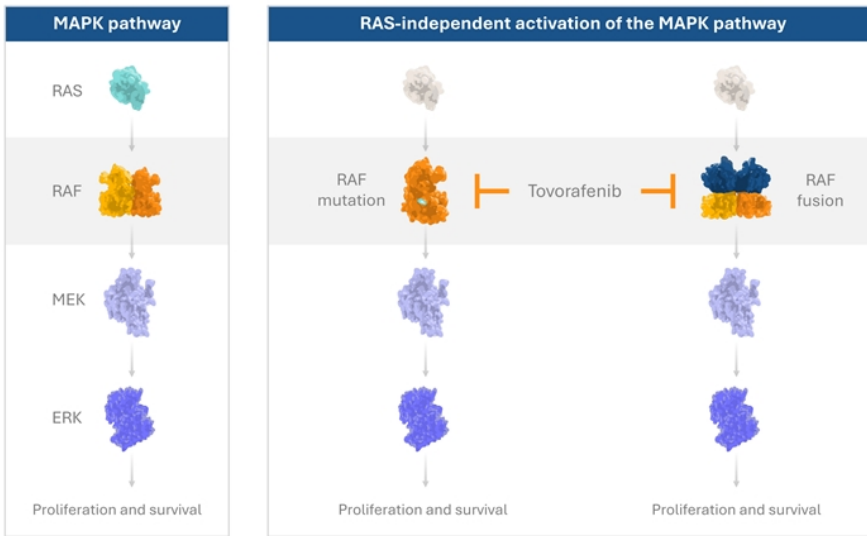 MAPK pathway
RAS-independent activation of the MAPK pathway
RAS
RAF
RAF
mutation
Tovorafenib
RAF
fusion
MEK
ERK
Proliferation and survival
Proliferation and survival
Proliferation and survival